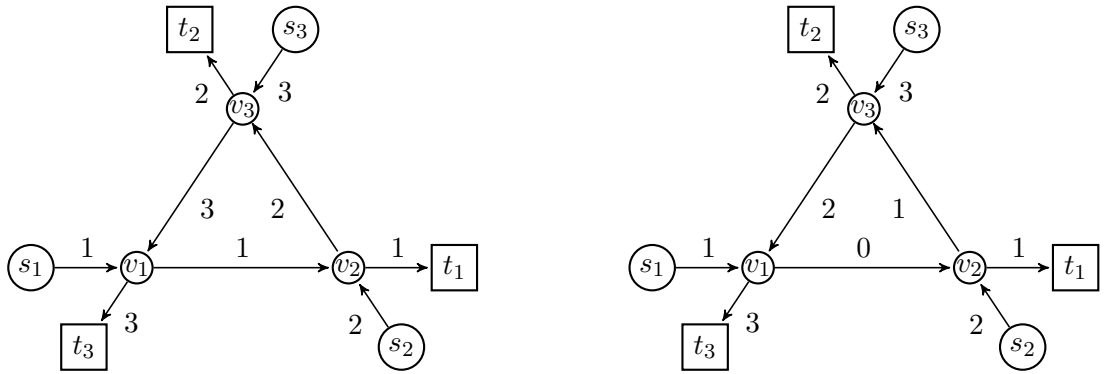 t₂ s₃ t₂ s₃
2 v₃ 3 2 v₃ 3
3 2 2 1
s₁ 1 v₁ 1 v₂ 1 t₁ s₁ 1 v₁ 0 v₂ 1 t₁
t₃ 3 2 s₂ t₃ 3 2 s₂